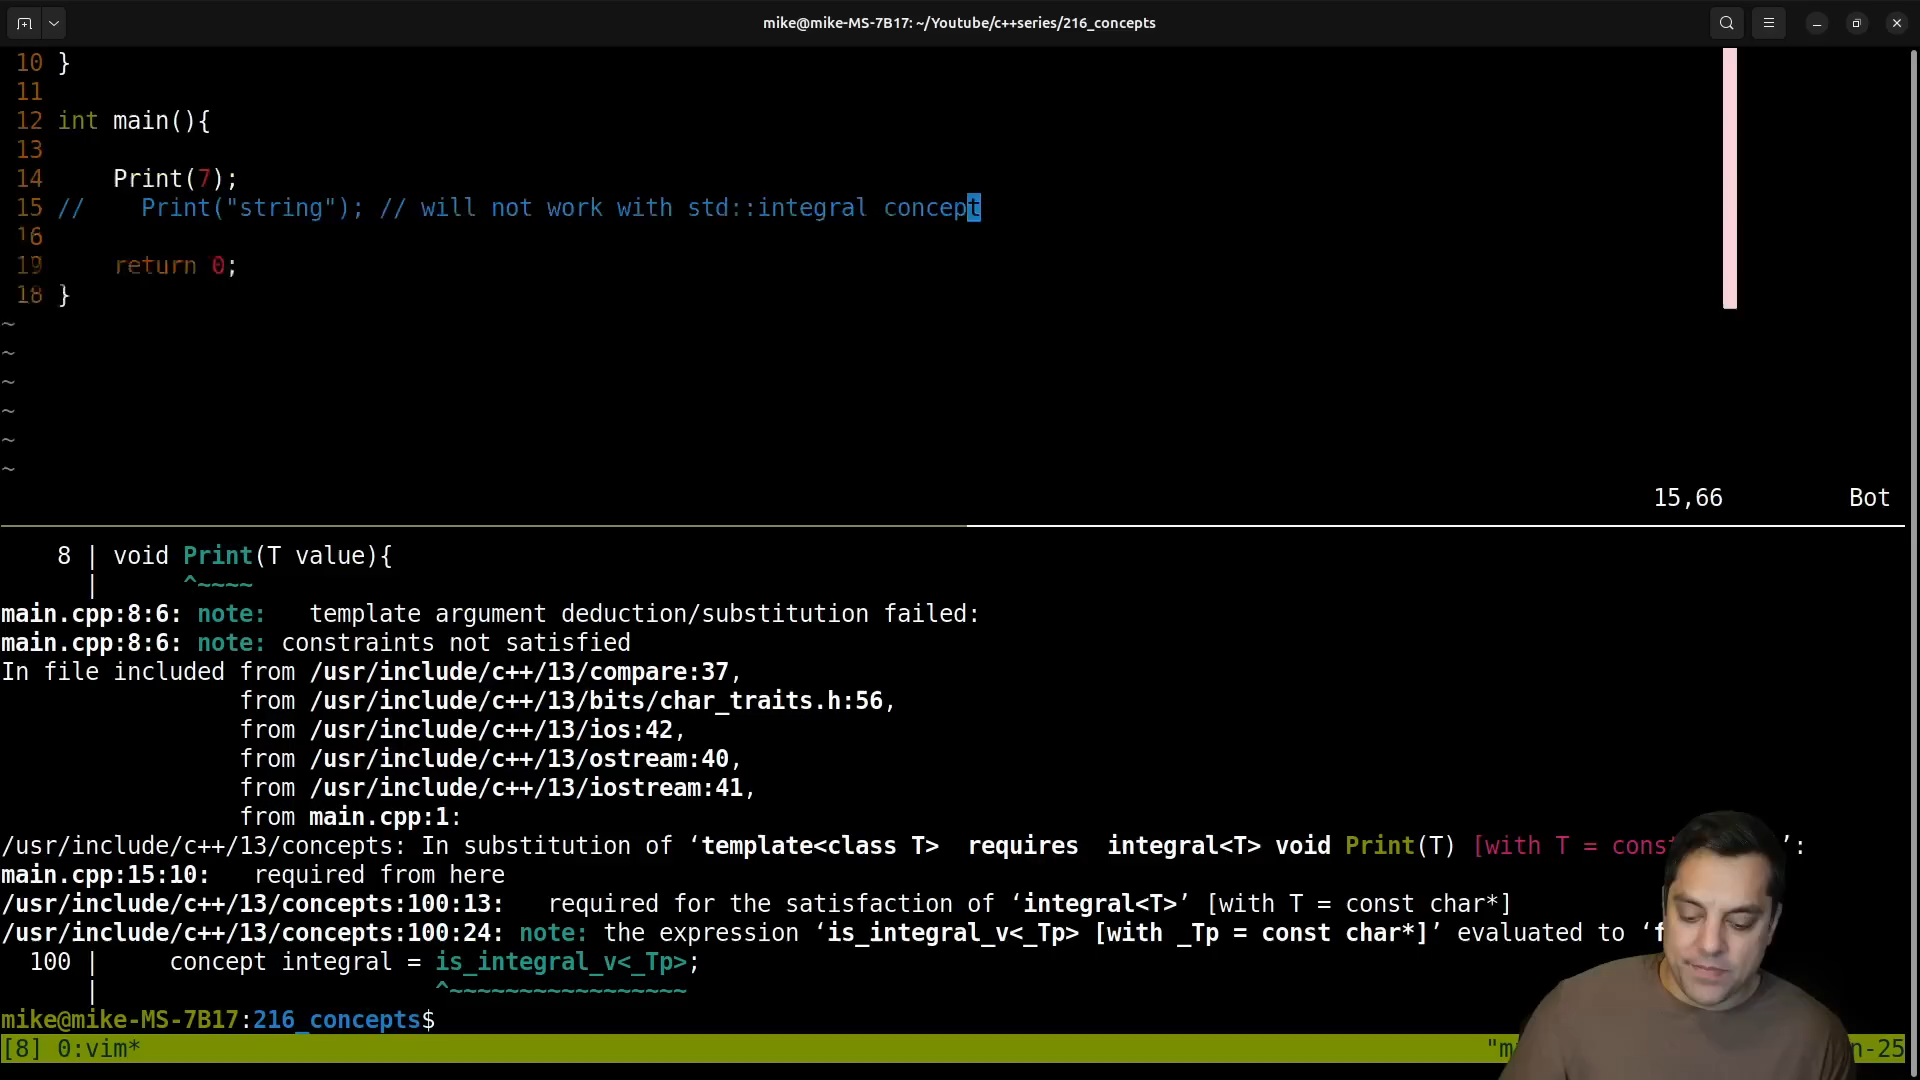 mike@mike-MS-7B17: ~/Youtube/c++series/216_concepts
10 }
11
12 int main(){
13
14     Print(7);
15 //    Print("string"); // will not work with std::integral concept
16
19     return 0;
18 }
~
~
~
~
~
~
15,66 Bot
8 | void Print(T value){
| ^~~~~
main.cpp:8:6: note:   template argument deduction/substitution failed:
main.cpp:8:6: note: constraints not satisfied
In file included from /usr/include/c++/13/compare:37,
from /usr/include/c++/13/bits/char_traits.h:56,
from /usr/include/c++/13/ios:42,
from /usr/include/c++/13/ostream:40,
from /usr/include/c++/13/iostream:41,
from main.cpp:1:
/usr/include/c++/13/concepts: In substitution of ‘template<class T>  requires  integral<T> void Print(T) [with T = ’:
main.cpp:15:10:   required from here
/usr/include/c++/13/concepts:100:13:   required for the satisfaction of ‘integral<T>’ [with T = const char*]
/usr/include/c++/13/concepts:100:24: note: the expression ‘is_integral_v<_Tp> [with _Tp = const char*]’ evaluated to
100 |     concept integral = is_integral_v<_Tp>;
| ^~~~~~~~~~~~~~~~~~
mike@mike-MS-7B17:216_concepts$
[8] 0:vim*